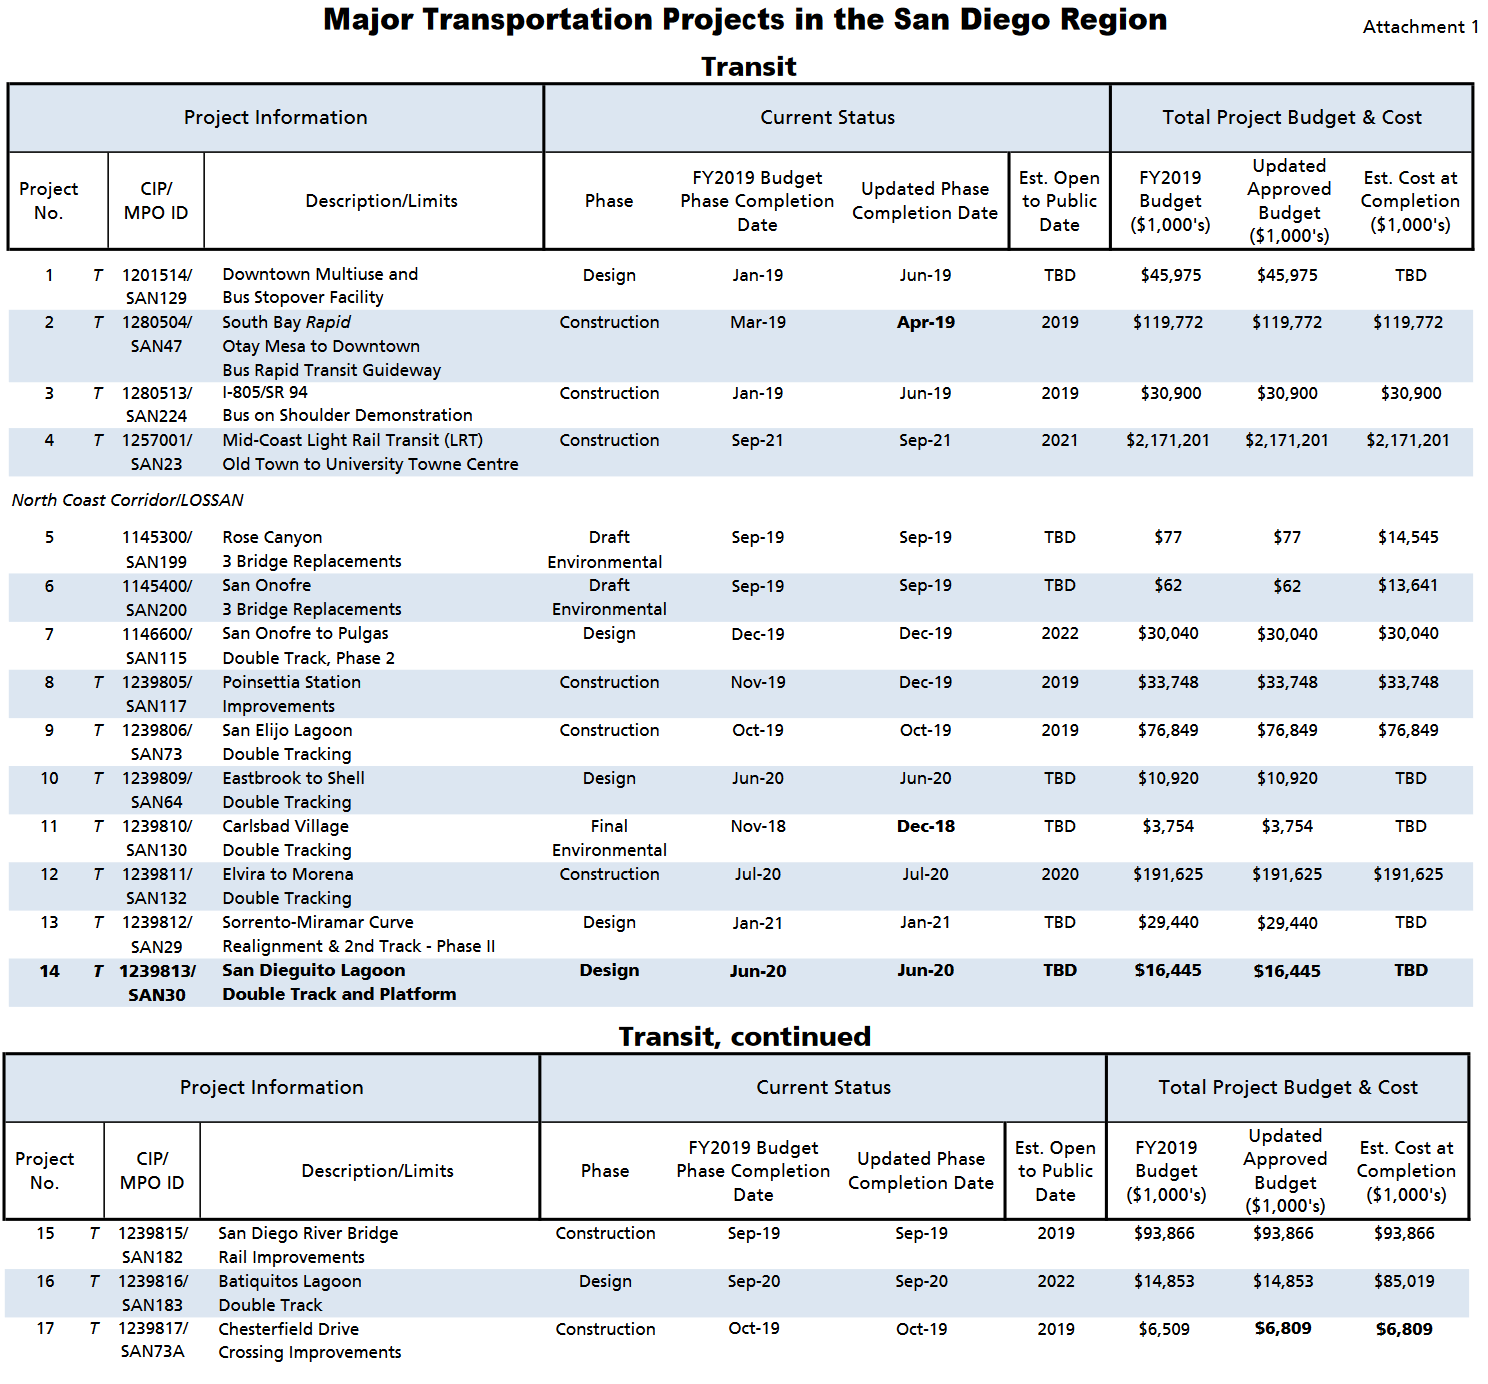 Major Transportation Projects in the San Diego Region
Attachment 1
Transit
Project Information Current Status Total Project Budget & Cost
Project No. CIP/ MPO ID Description/Limits Phase FY2019 Budget Phase Completion Date Updated Phase Completion Date Est. Open to Public Date FY2019 Budget ($1,000's) Updated Approved Budget ($1,000's) Est. Cost at Completion ($1,000's)
1 T 1201514/ Downtown Multiuse and Design Jan-19 Jun-19 TBD $45,975 $45,975 TBD
SAN129 Bus Stopover Facility
2 T 1280504/ South Bay Rapid Construction Mar-19 Apr-19 2019 $119,772 $119,772 $119,772
SAN47 Otay Mesa to Downtown
Bus Rapid Transit Guideway
3 T 1280513/ I-805/SR 94 Construction Jan-19 Jun-19 2019 $30,900 $30,900 $30,900
SAN224 Bus on Shoulder Demonstration
4 T 1257001/ Mid-Coast Light Rail Transit (LRT) Construction Sep-21 Sep-21 2021 $2,171,201 $2,171,201 $2,171,201
SAN23 Old Town to University Towne Centre
North Coast Corridor/LOSSAN
5 1145300/ Rose Canyon Draft Sep-19 Sep-19 TBD $77 $77 $14,545
SAN199 3 Bridge Replacements Environmental
6 1145400/ San Onofre Draft Sep-19 Sep-19 TBD $62 $62 $13,641
SAN200 3 Bridge Replacements Environmental
7 1146600/ San Onofre to Pulgas Design Dec-19 Dec-19 2022 $30,040 $30,040 $30,040
SAN115 Double Track, Phase 2
8 T 1239805/ Poinsettia Station Construction Nov-19 Dec-19 2019 $33,748 $33,748 $33,748
SAN117 Improvements
9 T 1239806/ San Elijo Lagoon Construction Oct-19 Oct-19 2019 $76,849 $76,849 $76,849
SAN73 Double Tracking
10 T 1239809/ Eastbrook to Shell Design Jun-20 Jun-20 TBD $10,920 $10,920 TBD
SAN64 Double Tracking
11 T 1239810/ Carlsbad Village Final Nov-18 Dec-18 TBD $3,754 $3,754 TBD
SAN130 Double Tracking Environmental
12 T 1239811/ Elvira to Morena Construction Jul-20 Jul-20 2020 $191,625 $191,625 $191,625
SAN132 Double Tracking
13 T 1239812/ Sorrento-Miramar Curve Design Jan-21 Jan-21 TBD $29,440 $29,440 TBD
SAN29 Realignment & 2nd Track - Phase II
14 T 1239813/ San Dieguito Lagoon Design Jun-20 Jun-20 TBD $16,445 $16,445 TBD
SAN30 Double Track and Platform
Transit, continued
Project Information Current Status Total Project Budget & Cost
Project No. CIP/ MPO ID Description/Limits Phase FY2019 Budget Phase Completion Date Updated Phase Completion Date Est. Open to Public Date FY2019 Budget ($1,000's) Updated Approved Budget ($1,000's) Est. Cost at Completion ($1,000's)
15 T 1239815/ San Diego River Bridge Construction Sep-19 Sep-19 2019 $93,866 $93,866 $93,866
SAN182 Rail Improvements
16 T 1239816/ Batiquitos Lagoon Design Sep-20 Sep-20 2022 $14,853 $14,853 $85,019
SAN183 Double Track
17 T 1239817/ Chesterfield Drive Construction Oct-19 Oct-19 2019 $6,509 $6,809 $6,809
SAN73A Crossing Improvements